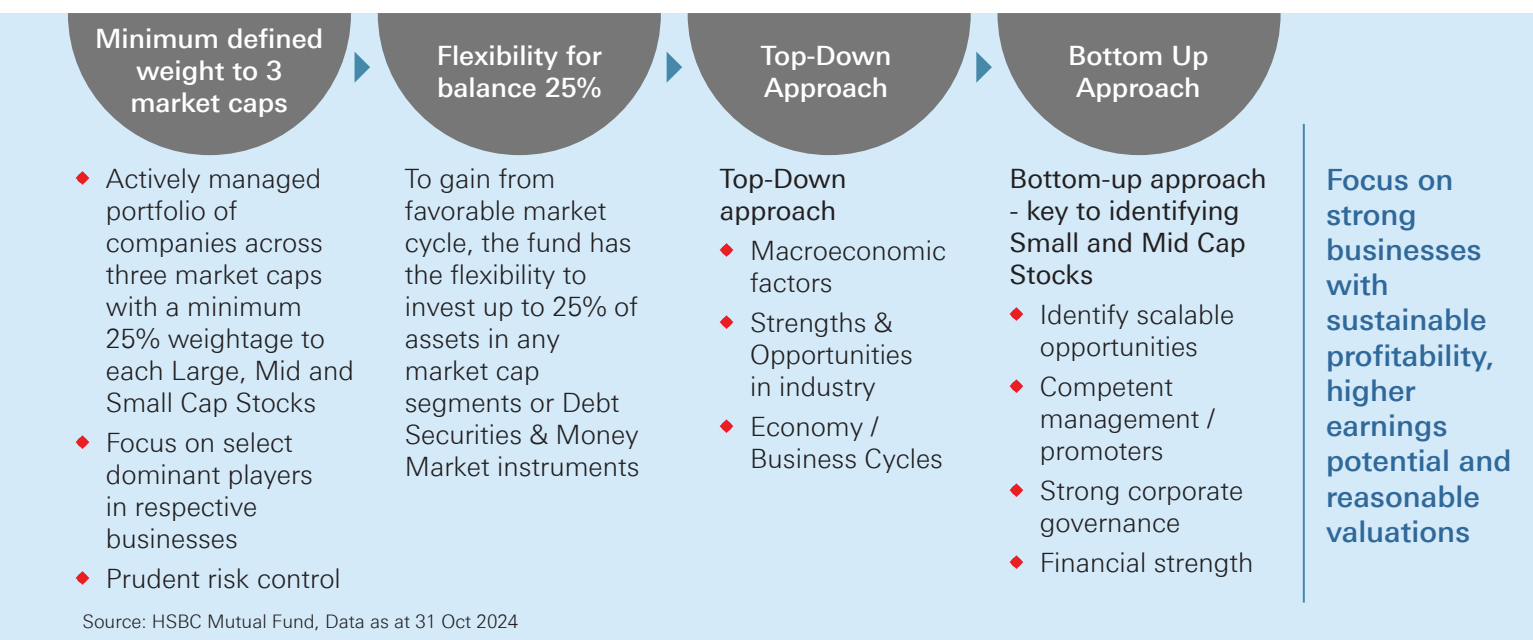 Minimum defined
weight to 3
market caps
Flexibility for
balance 25%
Top-Down
Approach
Bottom Up
Approach
Actively managed
portfolio of
companies across
three market caps
with a minimum
25% weightage to
each Large, Mid and
Small Cap Stocks
Focus on select
dominant players
in respective
businesses
Prudent risk control
To gain from
favorable market
cycle, the fund has
the flexibility to
invest up to 25% of
assets in any
market cap
segments or Debt
Securities & Money
Market instruments
Top-Down
approach
Macroeconomic
factors
Strengths &
Opportunities
in industry
Economy /
Business Cycles
Bottom-up approach
- key to identifying
Small and Mid Cap
Stocks
Identify scalable
opportunities
Competent
management /
promoters
Strong corporate
governance
Financial strength
Focus on
strong
businesses
with
sustainable
profitability,
higher
earnings
potential and
reasonable
valuations
Source: HSBC Mutual Fund, Data as at 31 Oct 2024